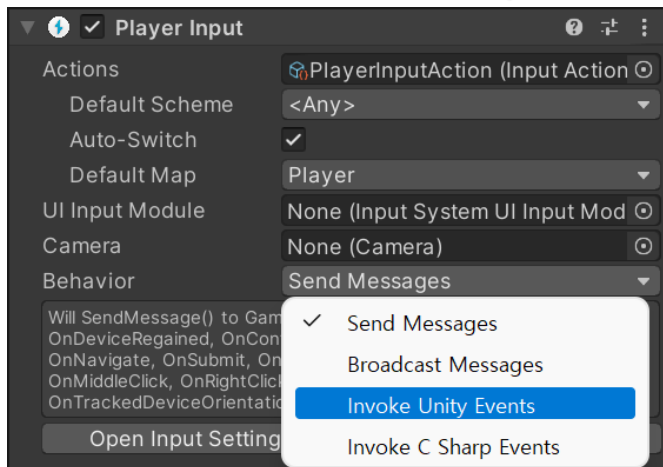 Player Input
Actions PlayerInputAction (Input Action
Default Scheme <Any>
Auto-Switch
Default Map Player
UI Input Module None (Input System UI Input Mod
Camera None (Camera)
Behavior Send Messages
Will SendMessage() to Gam
OnDeviceRegained, OnCon
OnNavigate, OnSubmit, On
OnMiddleClick, OnRightClic
OnTrackedDeviceOrientatio
Send Messages
Broadcast Messages
Invoke Unity Events
Invoke C Sharp Events
Open Input Setting